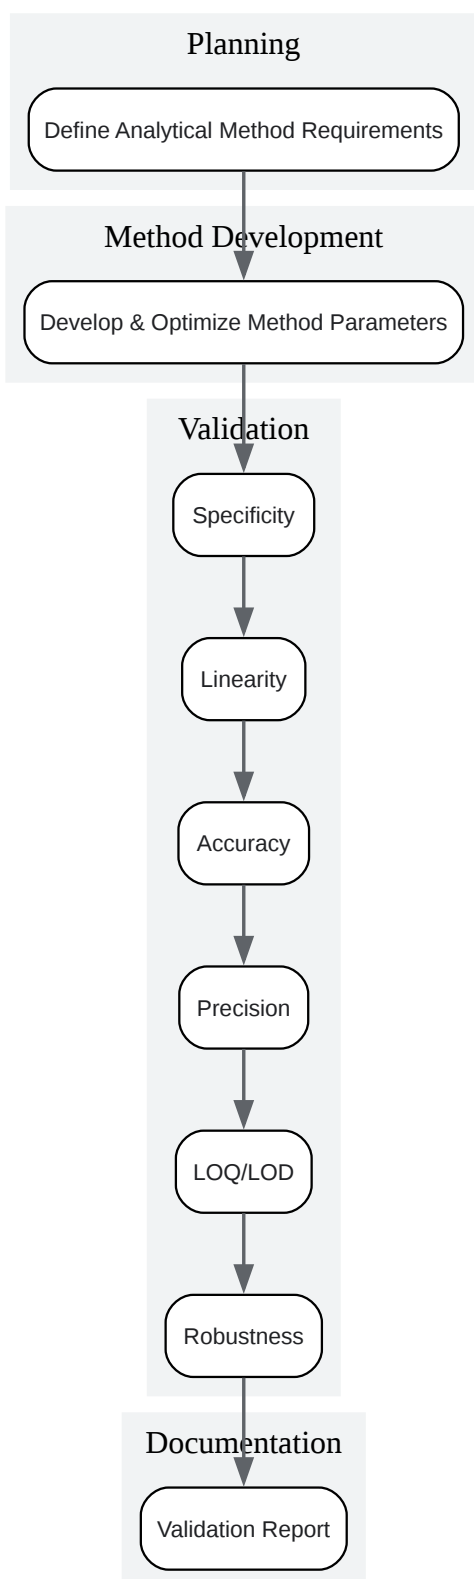 Planning
Define Analytical Method Requirements
Method Development
Develop & Optimize Method Parameters
Validation
Specificity
Linearity
Accuracy
Precision
LOQ/LOD
Robustness
Documentation
Validation Report